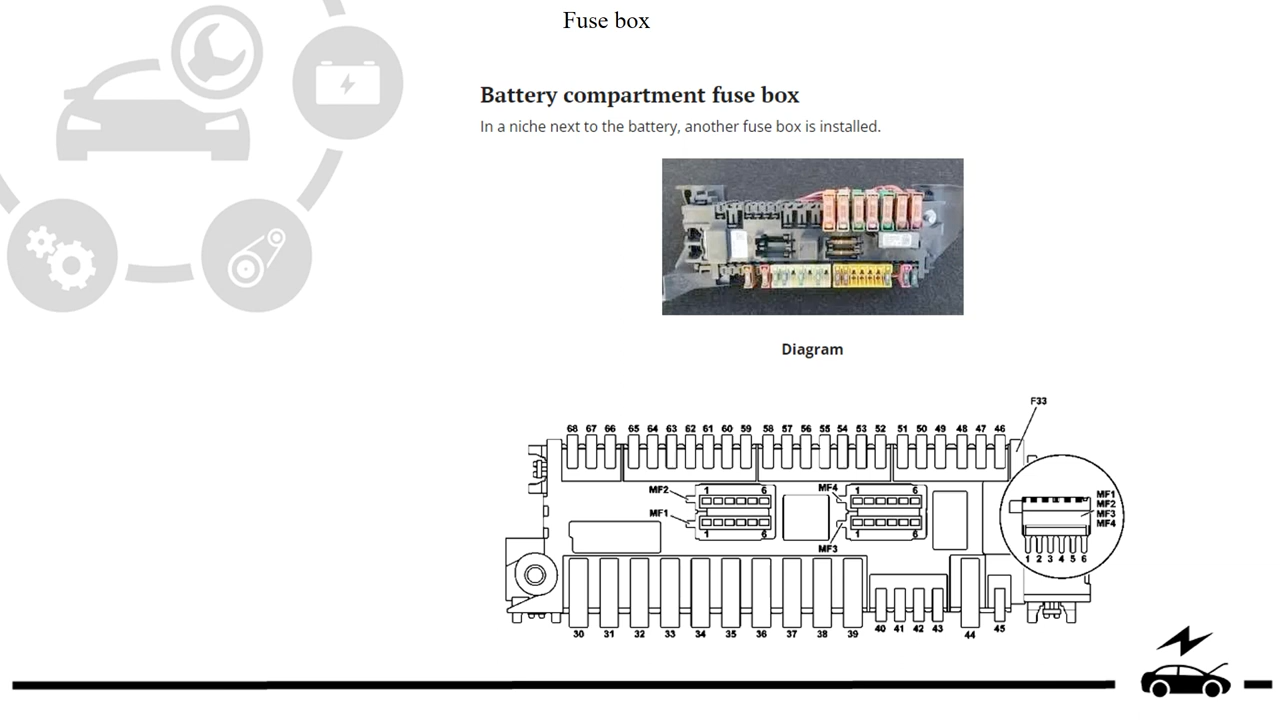 Fuse box
Battery compartment fuse box
In a niche next to the battery, another fuse box is installed.
Diagram
F33
68 67 66 65 64 63 62 61 60 59 58 57 56 55 54 53 52 51 50 49 48 47 46
MF2 1 6 MF4 1 6
MF1 1 6 MF3 1 6
MF1
MF2
MF3
MF4
1 2 3 4 5 6
30 31 32 33 34 35 36 37 38 39 40 41 42 43 44 45